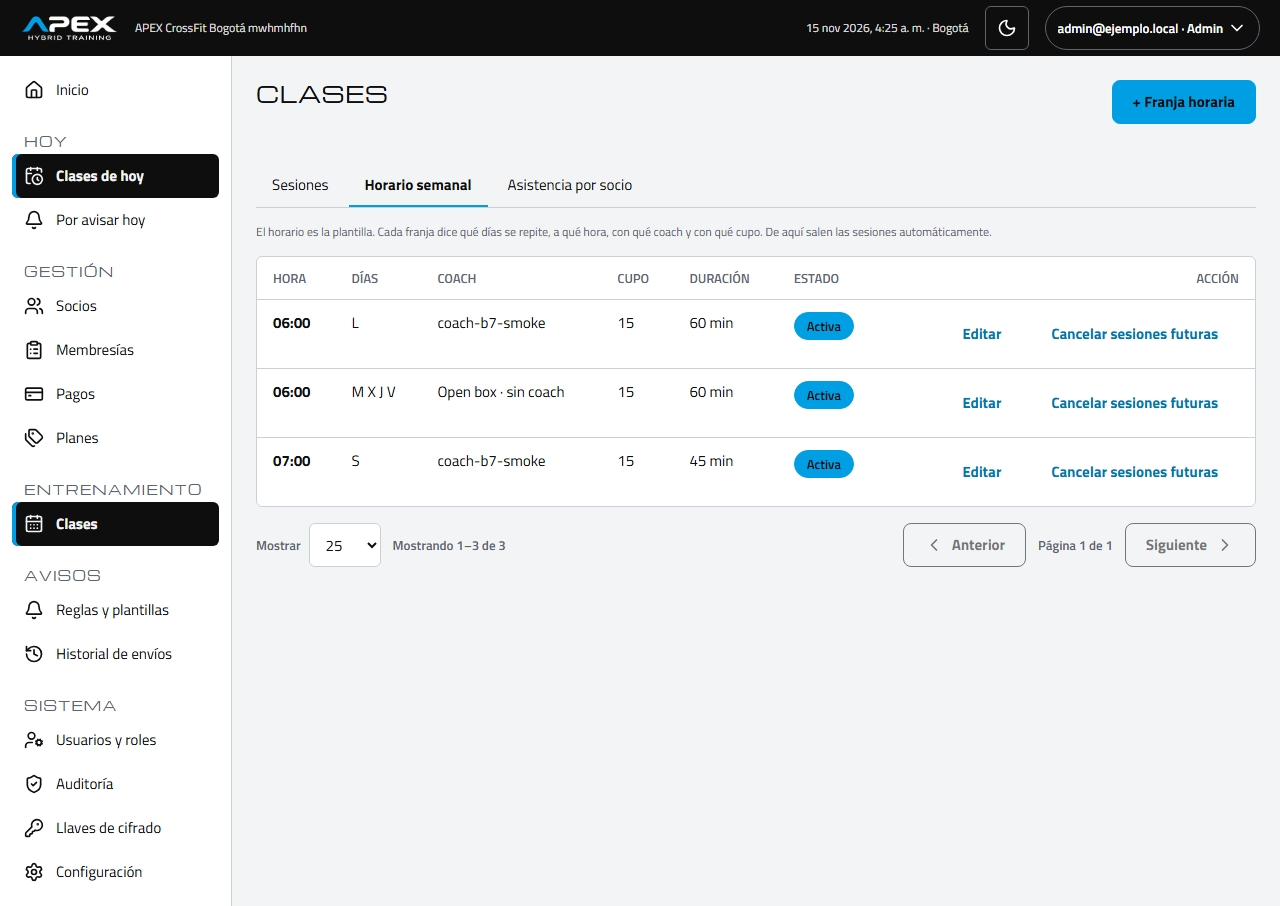 APEX
HYBRID TRAINING
APEX CrossFit Bogotá mwhmhfhn
15 nov 2026, 4:25 a. m. · Bogotá
admin@ejemplo.local · Admin
Inicio
HOY
Clases de hoy
Por avisar hoy
GESTIÓN
Socios
Membresías
Pagos
Planes
ENTRENAMIENTO
Clases
AVISOS
Reglas y plantillas
Historial de envíos
SISTEMA
Usuarios y roles
Auditoría
Llaves de cifrado
Configuración
CLASES
+ Franja horaria
Sesiones Horario semanal Asistencia por socio
El horario es la plantilla. Cada franja dice qué días se repite, a qué hora, con qué coach y con qué cupo. De aquí salen las sesiones automáticamente.
HORA DÍAS COACH CUPO DURACIÓN ESTADO ACCIÓN
06:00 L coach-b7-smoke 15 60 min Activa Editar Cancelar sesiones futuras
06:00 M X J V Open box · sin coach 15 60 min Activa Editar Cancelar sesiones futuras
07:00 S coach-b7-smoke 15 45 min Activa Editar Cancelar sesiones futuras
Mostrar 25 Mostrando 1–3 de 3 Anterior Página 1 de 1 Siguiente